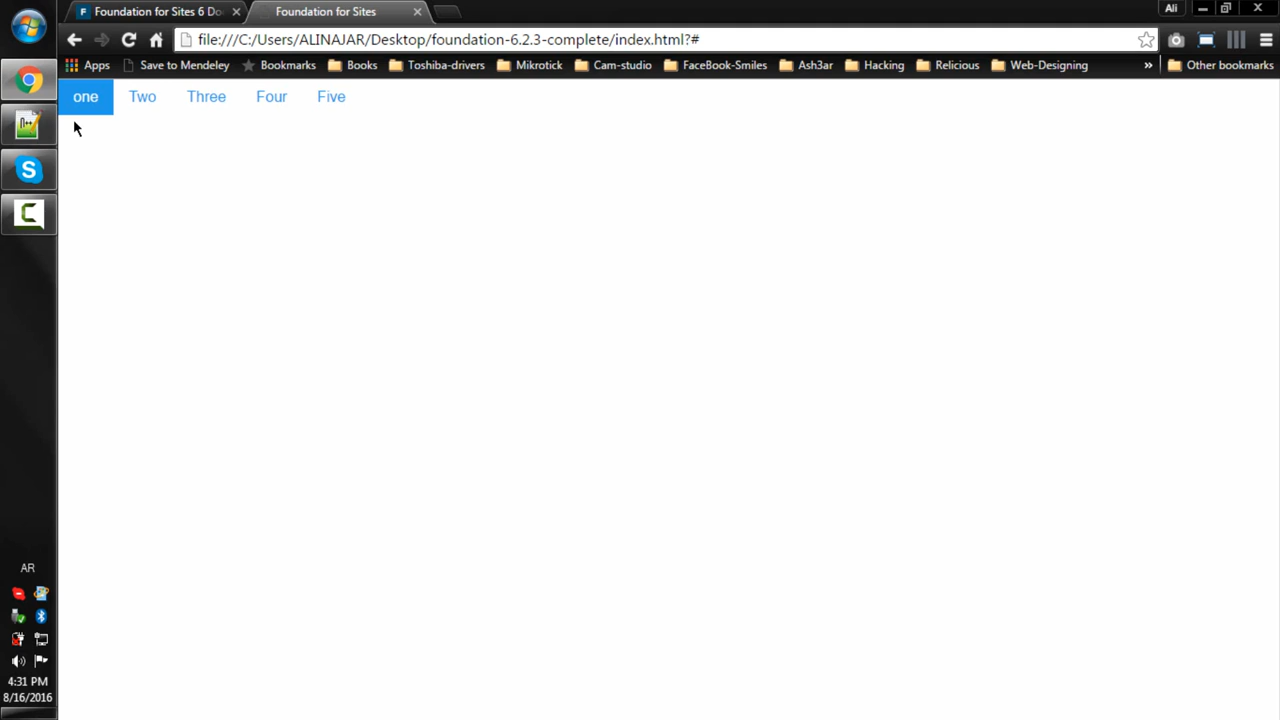 Foundation for Sites 6 Do
Foundation for Sites
Ali
file:///C:/Users/ALINAJAR/Desktop/foundation-6.2.3-complete/index.html?#
Apps Save to Mendeley Bookmarks Books Toshiba-drivers Mikrotick Cam-studio FaceBook-Smiles Ash3ar Hacking Relicious Web-Designing » Other bookmarks
one Two Three Four Five
AR
4:31 PM
8/16/2016